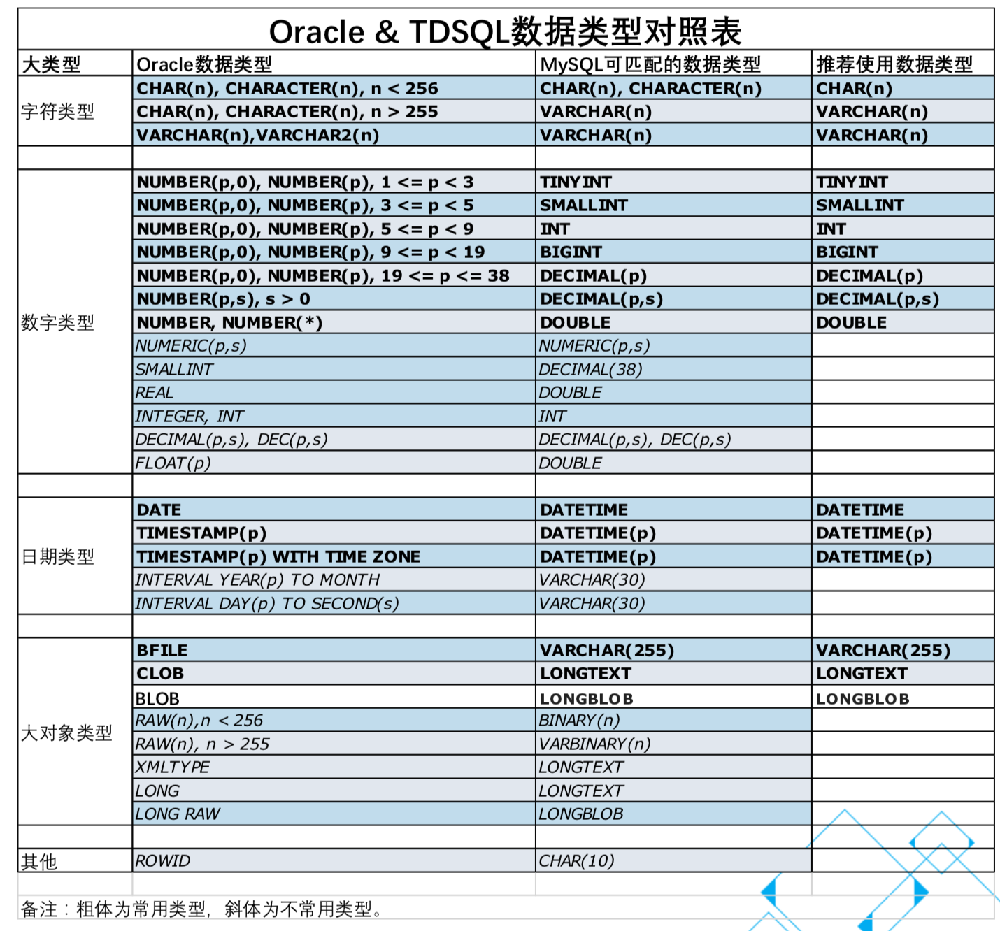 Oracle & TDSQL数据类型对照表
大类型 Oracle数据类型 MySQL可匹配的数据类型 推荐使用数据类型
字符类型
CHAR(n), CHARACTER(n), n < 256 CHAR(n), CHARACTER(n) CHAR(n)
CHAR(n), CHARACTER(n), n > 255 VARCHAR(n) VARCHAR(n)
VARCHAR(n),VARCHAR2(n) VARCHAR(n) VARCHAR(n)
数字类型
NUMBER(p,0), NUMBER(p), 1 <= p < 3 TINYINT TINYINT
NUMBER(p,0), NUMBER(p), 3 <= p < 5 SMALLINT SMALLINT
NUMBER(p,0), NUMBER(p), 5 <= p < 9 INT INT
NUMBER(p,0), NUMBER(p), 9 <= p < 19 BIGINT BIGINT
NUMBER(p,0), NUMBER(p), 19 <= p <= 38 DECIMAL(p) DECIMAL(p)
NUMBER(p,s), s > 0 DECIMAL(p,s) DECIMAL(p,s)
NUMBER, NUMBER(*) DOUBLE DOUBLE
NUMERIC(p,s) NUMERIC(p,s)
SMALLINT DECIMAL(38)
REAL DOUBLE
INTEGER, INT INT
DECIMAL(p,s), DEC(p,s) DECIMAL(p,s), DEC(p,s)
FLOAT(p) DOUBLE
日期类型
DATE DATETIME DATETIME
TIMESTAMP(p) DATETIME(p) DATETIME(p)
TIMESTAMP(p) WITH TIME ZONE DATETIME(p) DATETIME(p)
INTERVAL YEAR(p) TO MONTH VARCHAR(30)
INTERVAL DAY(p) TO SECOND(s) VARCHAR(30)
大对象类型
BFILE VARCHAR(255) VARCHAR(255)
CLOB LONGTEXT LONGTEXT
BLOB LONGBLOB LONGBLOB
RAW(n),n < 256 BINARY(n)
RAW(n), n > 255 VARBINARY(n)
XMLTYPE LONGTEXT
LONG LONGTEXT
LONG RAW LONGBLOB
其他 ROWID CHAR(10)
备注：粗体为常用类型，斜体为不常用类型。